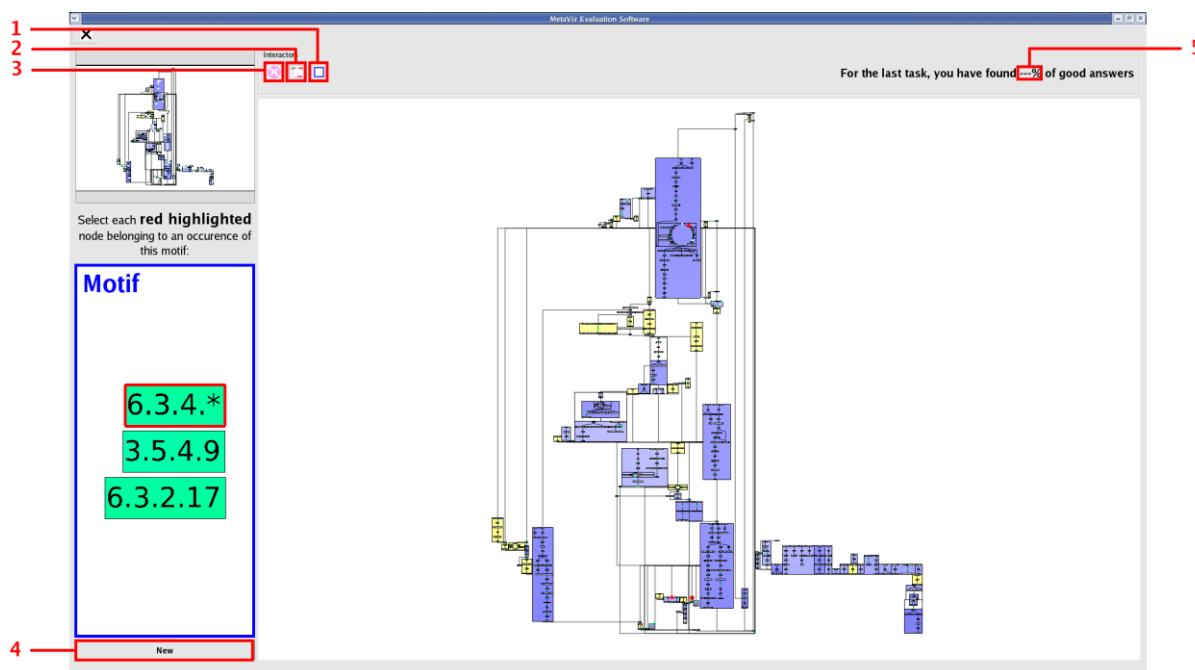 MetaViz Evaluation Software
1
2
3
Interactors
For the last task, you have found ---% of good answers
5
Select each red highlighted
node belonging to an occurence of
this motif:
Motif
6.3.4.*
3.5.4.9
6.3.2.17
4
New